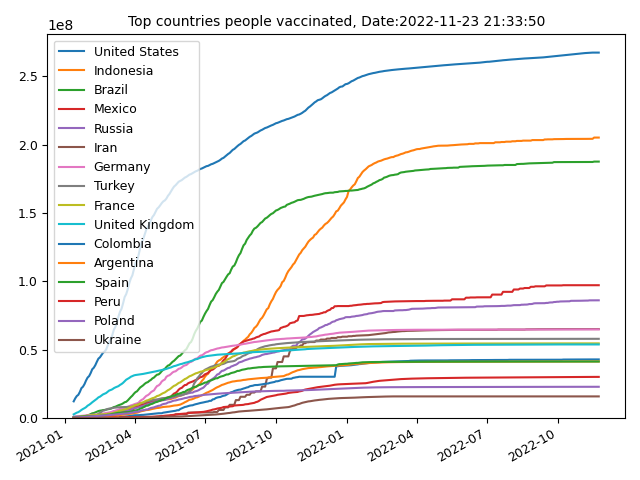 Top countries people vaccinated, Date:2022-11-23 21:33:50
1e8
United States
Indonesia
Brazil
Mexico
Russia
Iran
Germany
Turkey
France
United Kingdom
Colombia
Argentina
Spain
Peru
Poland
Ukraine
2.5
2.0
1.5
1.0
0.5
0.0
2021-01 2021-04 2021-07 2021-10 2022-01 2022-04 2022-07 2022-10